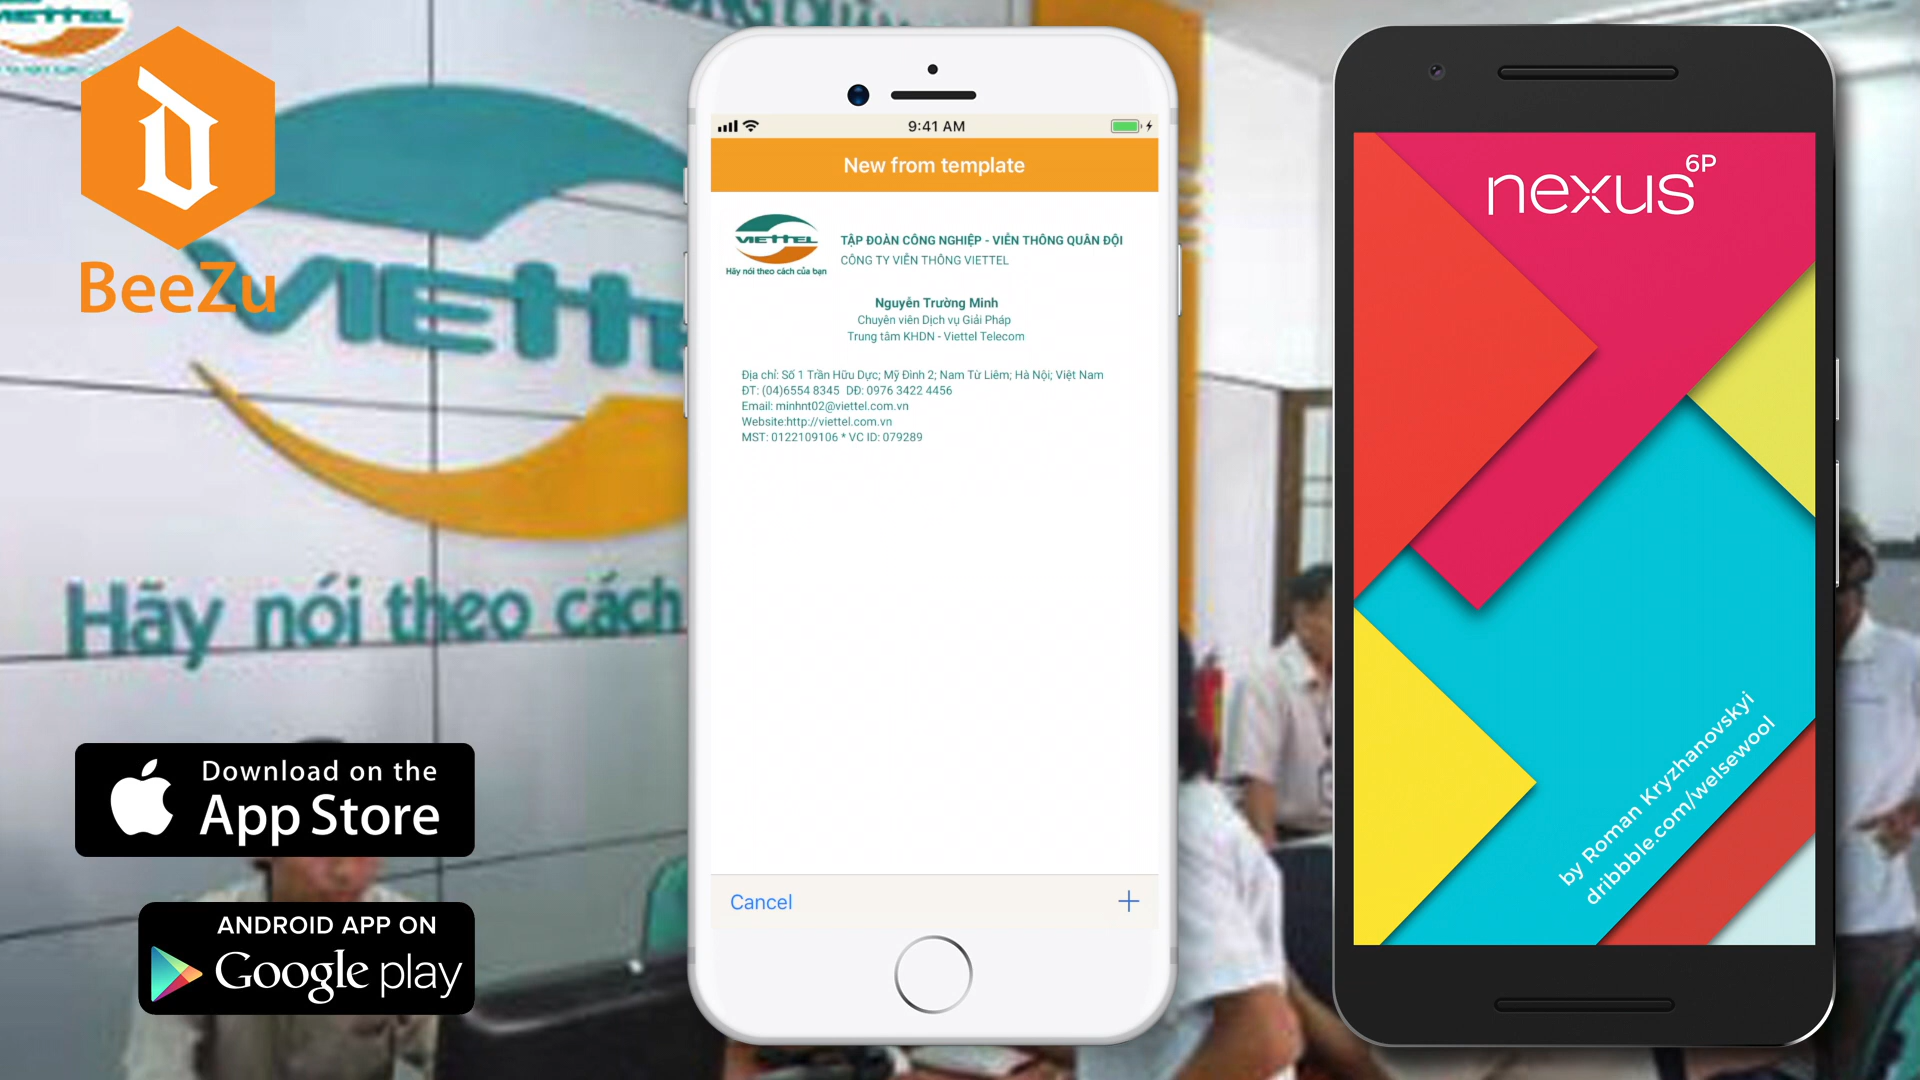 BeeZu
VIETTEL
Hãy nói theo cách
Download on the
App Store
ANDROID APP ON
Google play
9:41 AM
New from template
VIETTEL
Hãy nói theo cách của bạn
TẬP ĐOÀN CÔNG NGHIỆP - VIỄN THÔNG QUÂN ĐỘI
CÔNG TY VIỄN THÔNG VIETTEL
Nguyễn Trường Minh
Chuyên viên Dịch vụ Giải Pháp
Trung tâm KHDN - Viettel Telecom
Địa chỉ: Số 1 Trần Hữu Dực; Mỹ Đình 2; Nam Từ Liêm; Hà Nội; Việt Nam
ĐT: (04)6554 8345 DĐ: 0976 3422 4456
Email: minhnt02@viettel.com.vn
Website:http://viettel.com.vn
MST: 0122109106 * VC ID: 079289
Cancel
nexus 6P
by Roman Kryzhanovskyi
dribbble.com/welsewool